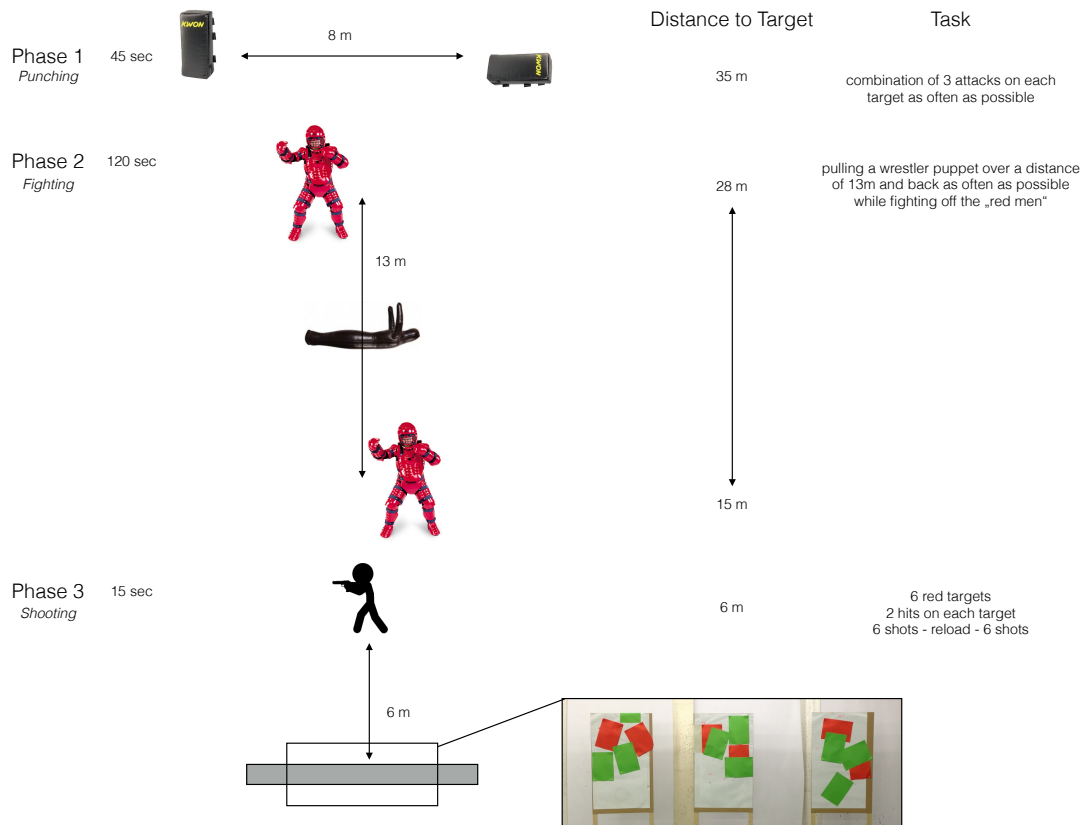 Distance to Target
Task
Phase 1
Punching
45 sec
KWON
8 m
KWON
35 m
combination of 3 attacks on each
target as often as possible
Phase 2
Fighting
120 sec
28 m
pulling a wrestler puppet over a distance
of 13m and back as often as possible
while fighting off the „red men“
13 m
15 m
Phase 3
Shooting
15 sec
6 m
6 red targets
2 hits on each target
6 shots - reload - 6 shots
6 m